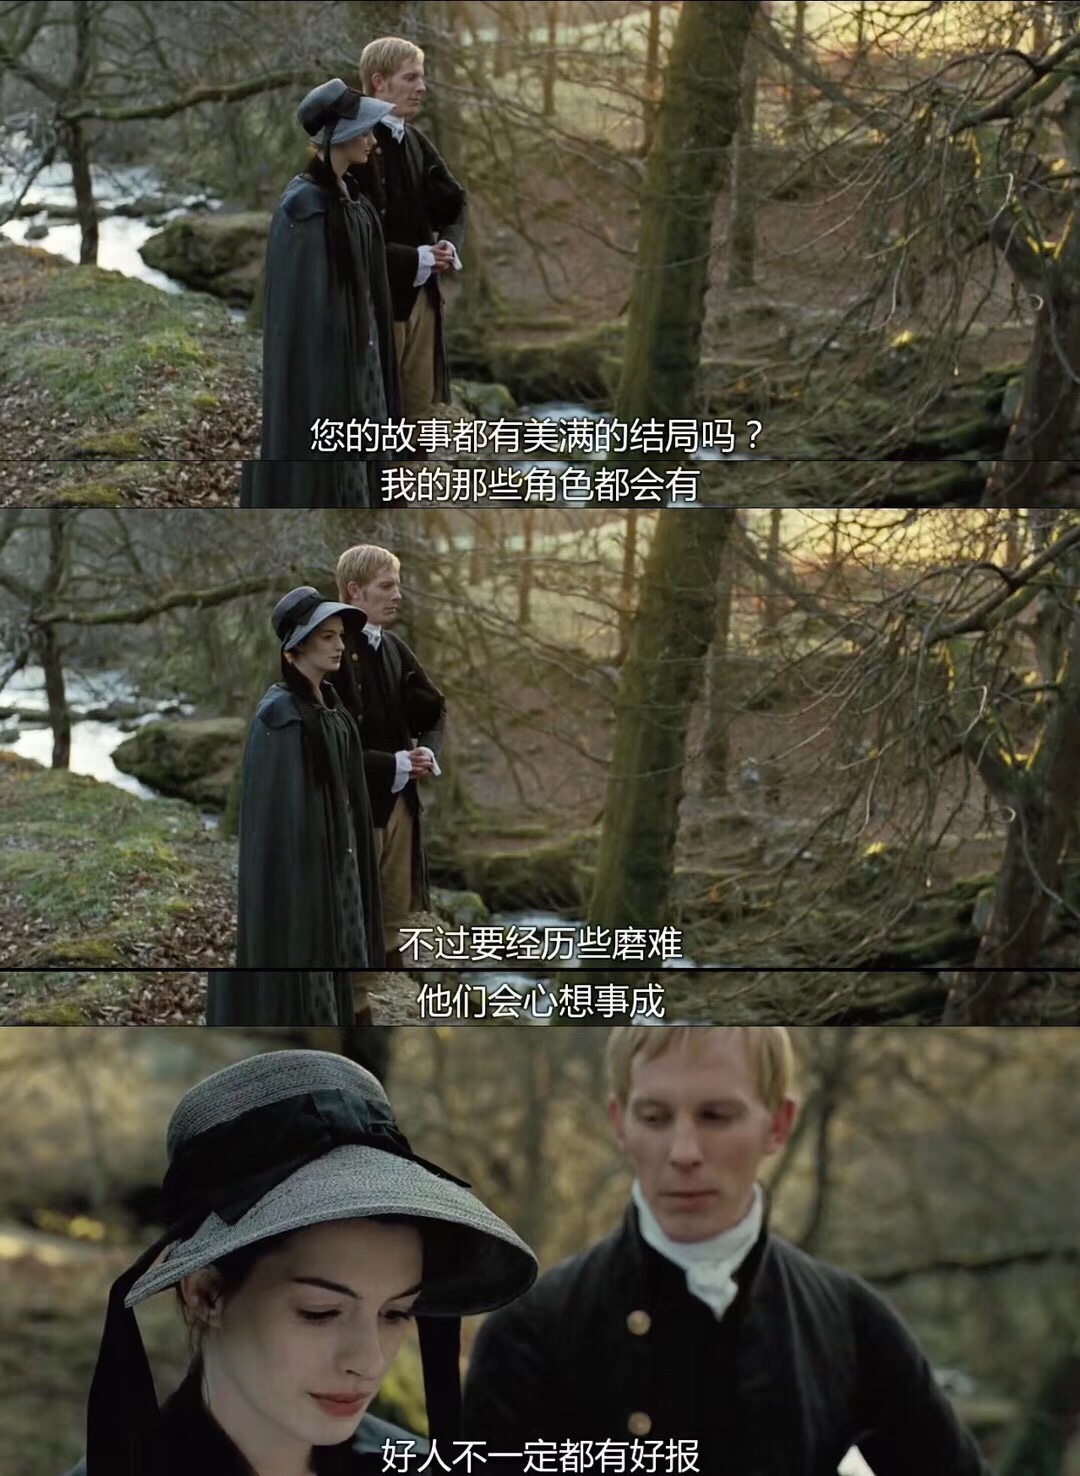 您的故事都有美满的结局吗？
我的那些角色都会有
不过要经历些磨难
他们会心想事成
好人不一定都有好报